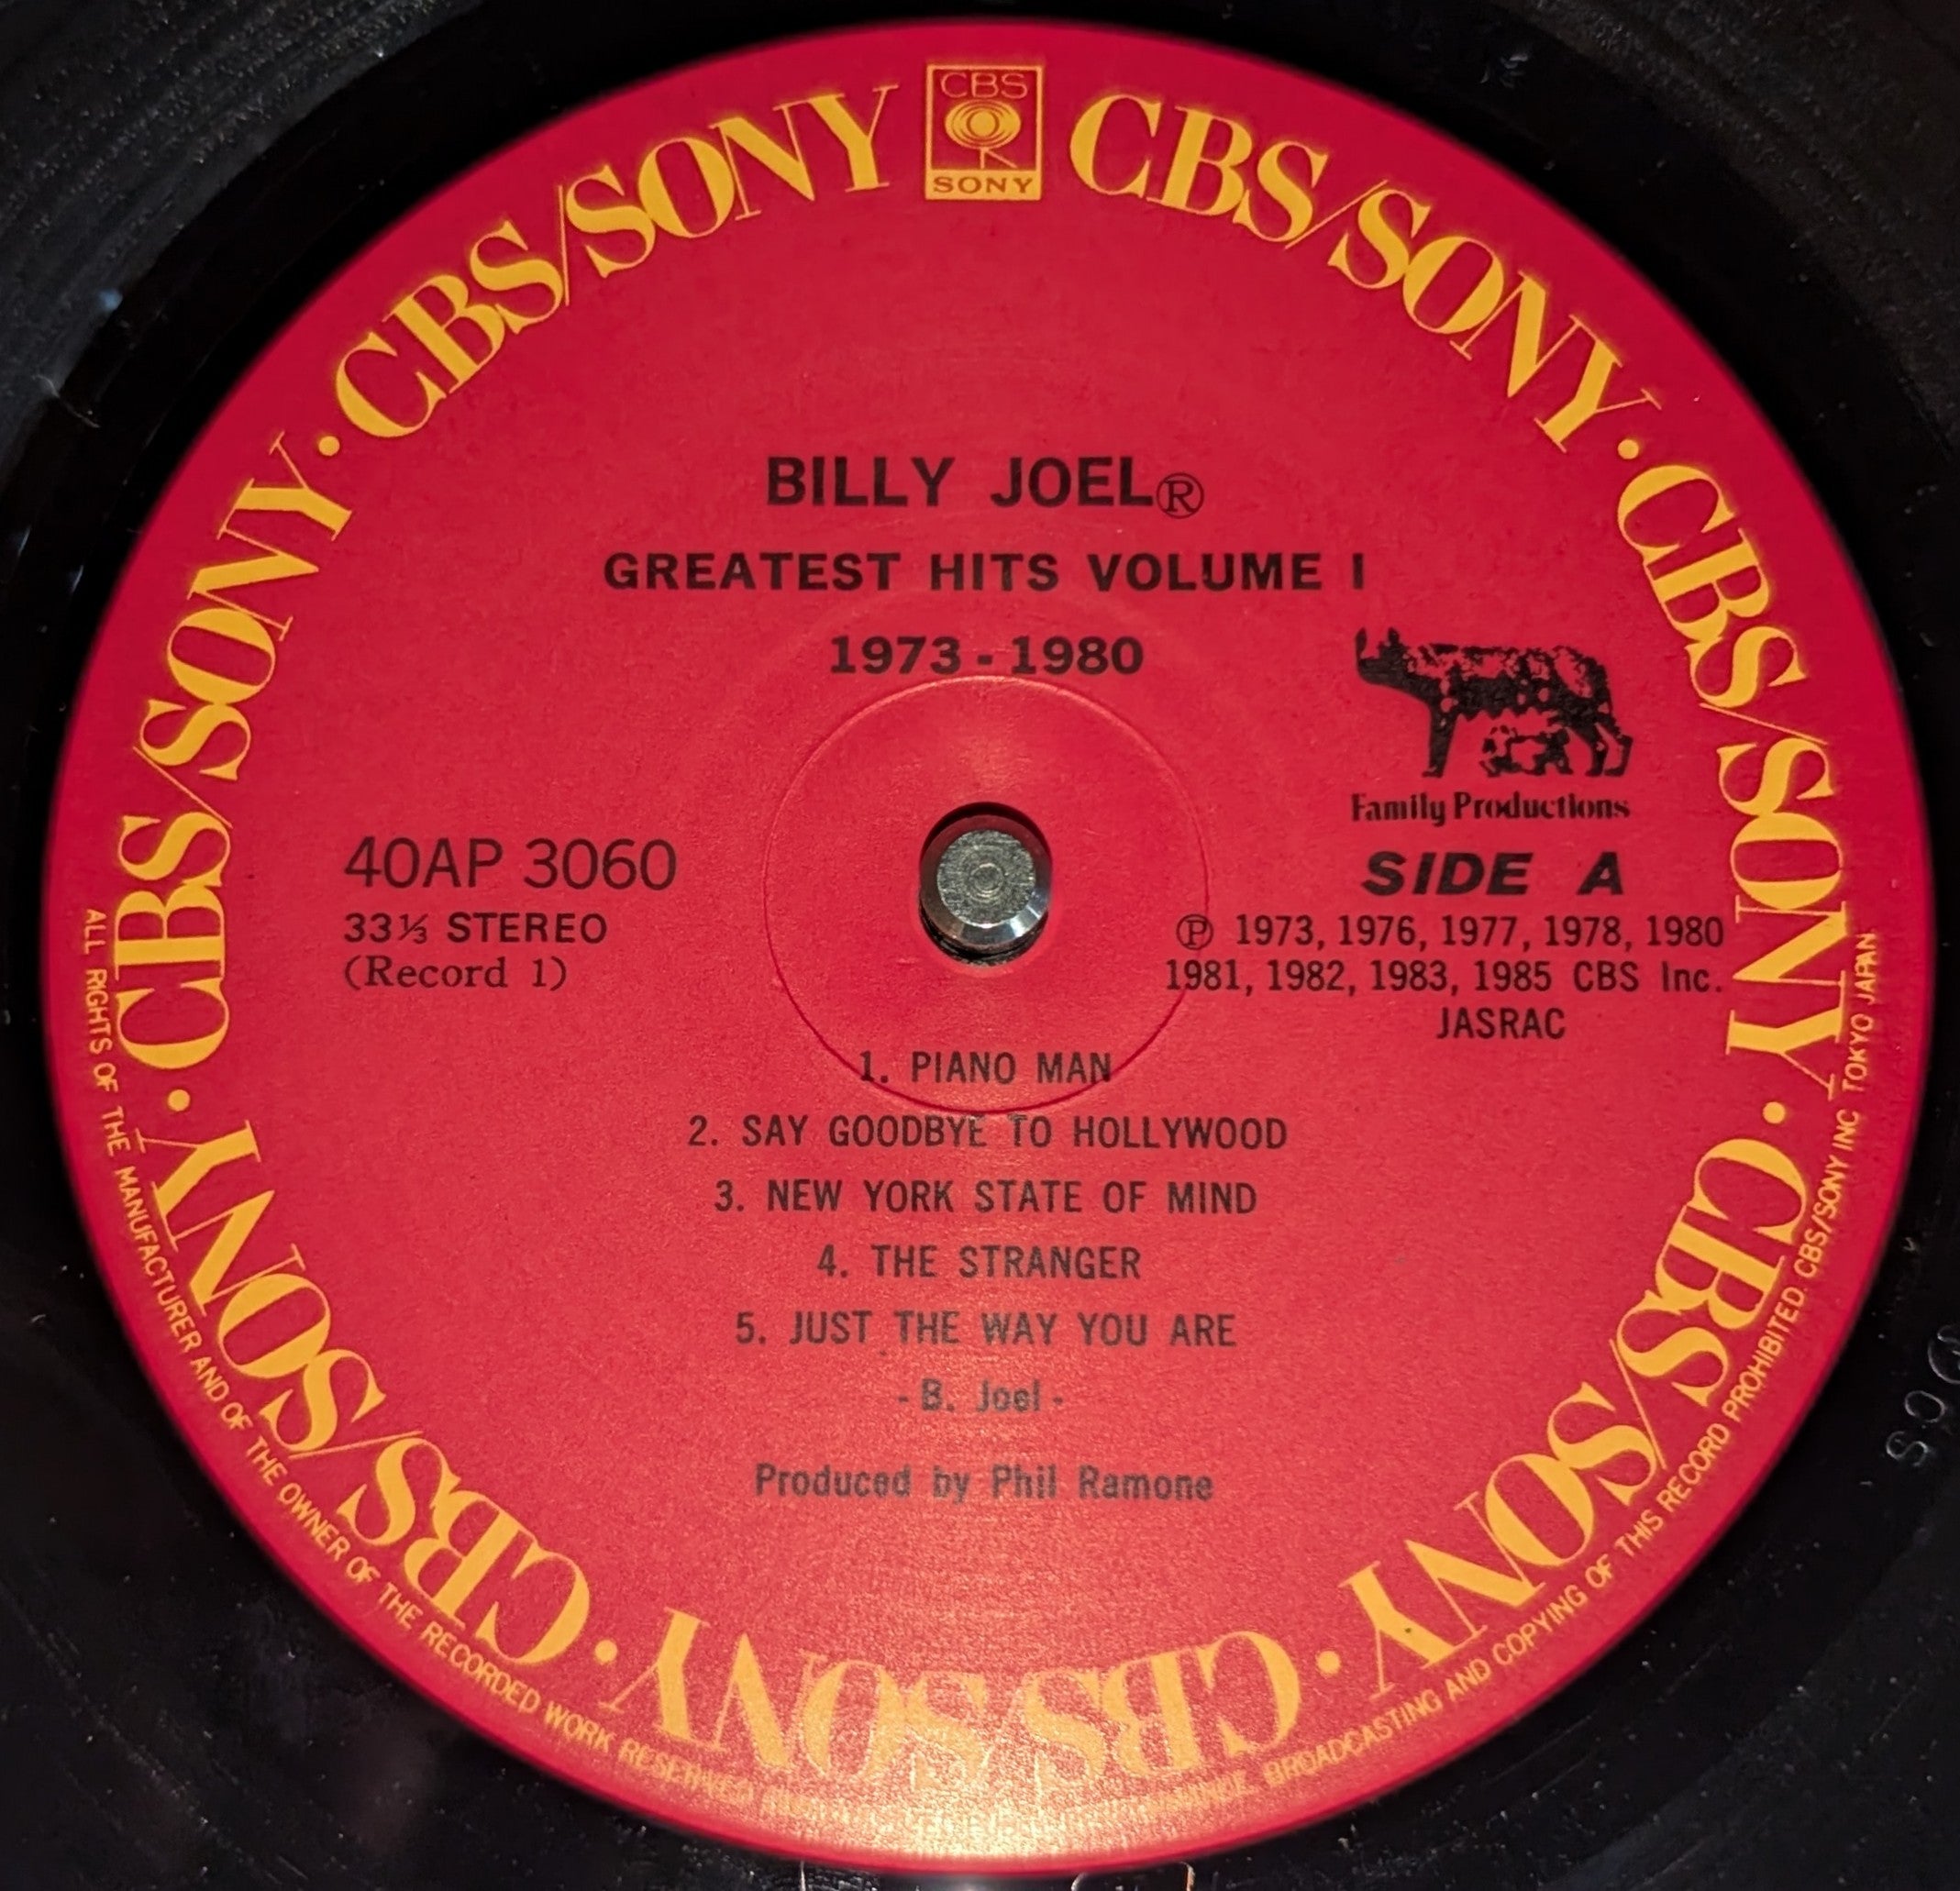 CBS
SONY
CBS/SONY · CBS/SONY · CBS/SONY · CBS/SONY · CBS/SONY · CBS/SONY · CBS/SONY · CBS/SONY
BILLY JOEL®
GREATEST HITS VOLUME I
1973-1980
Family Productions
40AP 3060
33⅓ STEREO
(Record 1)
SIDE A
℗ 1973, 1976, 1977, 1978, 1980
1981, 1982, 1983, 1985 CBS Inc.
JASRAC
1. PIANO MAN
2. SAY GOODBYE TO HOLLYWOOD
3. NEW YORK STATE OF MIND
4. THE STRANGER
5. JUST THE WAY YOU ARE
- B. Joel -
Produced by Phil Ramone
ALL RIGHTS OF THE MANUFACTURER AND OF THE OWNER OF THE RECORDED WORK RESERVED BROADCASTING AND COPYING OF THIS RECORD PROHIBITED. CBS/SONY INC TOKYO JAPAN